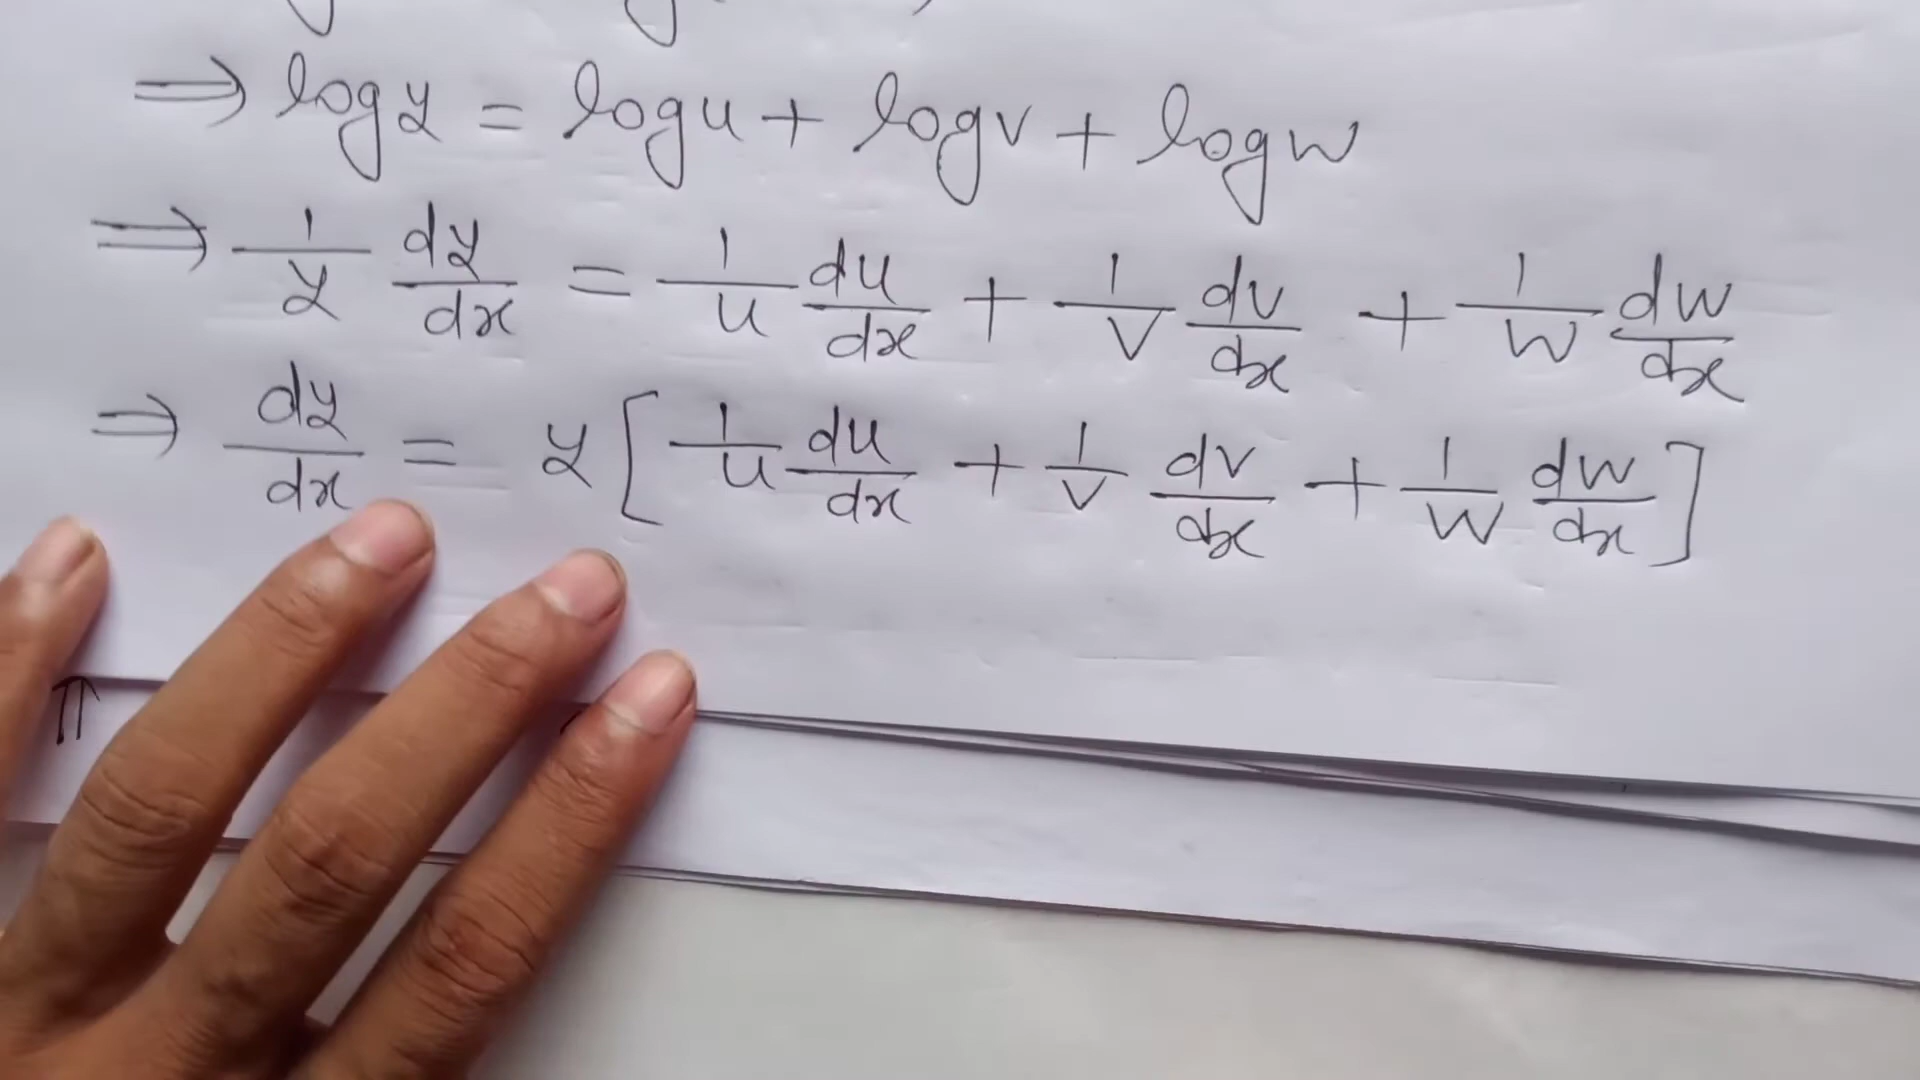 ⇒ log y = log u + log v + log w
⇒ 1/y dy/dx = 1/u du/dx + 1/v dv/dx + 1/w dw/dx
⇒ dy/dx = y [ 1/u du/dx + 1/v dv/dx + 1/w dw/dx ]